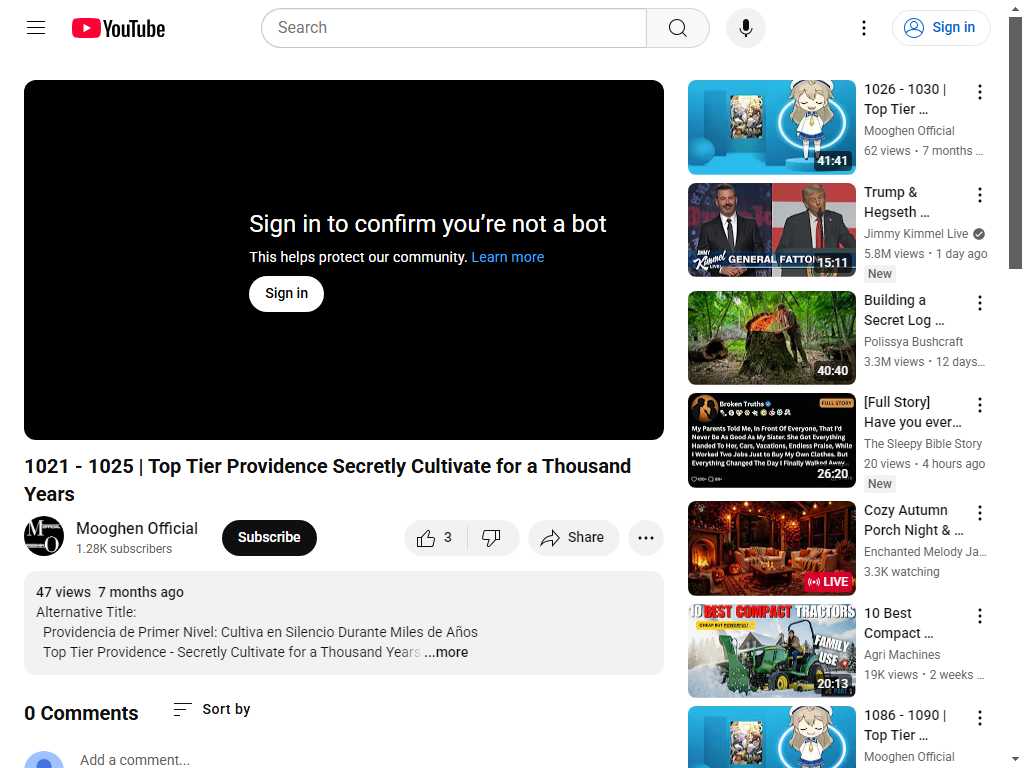 YouTube
Search
Sign in
Sign in to confirm you’re not a bot
This helps protect our community. Learn more
Sign in
1021 - 1025 | Top Tier Providence Secretly Cultivate for a Thousand
Years
Mooghen Official
1.28K subscribers
Subscribe
3
Share
47 views 7 months ago
Alternative Title:
Providencia de Primer Nivel: Cultiva en Silencio Durante Miles de Años
Top Tier Providence - Secretly Cultivate for a Thousand Years ...more
0 Comments
Sort by
Add a comment...
41:41
1026 - 1030 |
Top Tier ...
Mooghen Official
62 views • 7 months ...
JIMMY
KIMMEL
LIVE!
GENERAL FATTON
15:11
Trump &
Hegseth ...
Jimmy Kimmel Live
5.8M views • 1 day ago
New
40:40
Building a
Secret Log ...
Polissya Bushcraft
3.3M views • 12 days...
Broken Truths
FULL STORY
My Parents Told Me, In Front Of Everyone, That I'd
Never Be As Good As My Sister. She Got Everything
Handed To Her, Cars, Vacations, Endless Praise, While
I Worked Two Jobs Just to Buy My Own Clothes. But
Everything Changed The Day I Finally Walked Away...
26:20
[Full Story]
Have you ever...
The Sleepy Bible Story
20 views • 4 hours ago
New
LIVE
Cozy Autumn
Porch Night & ...
Enchanted Melody Ja...
3.3K watching
10 BEST COMPACT TRACTORS
CHEAP BUT POWERFUL!
FAMILY
USE
20:13
10 Best
Compact ...
Agri Machines
19K views • 2 weeks ...
1086 - 1090 |
Top Tier ...
Mooghen Official